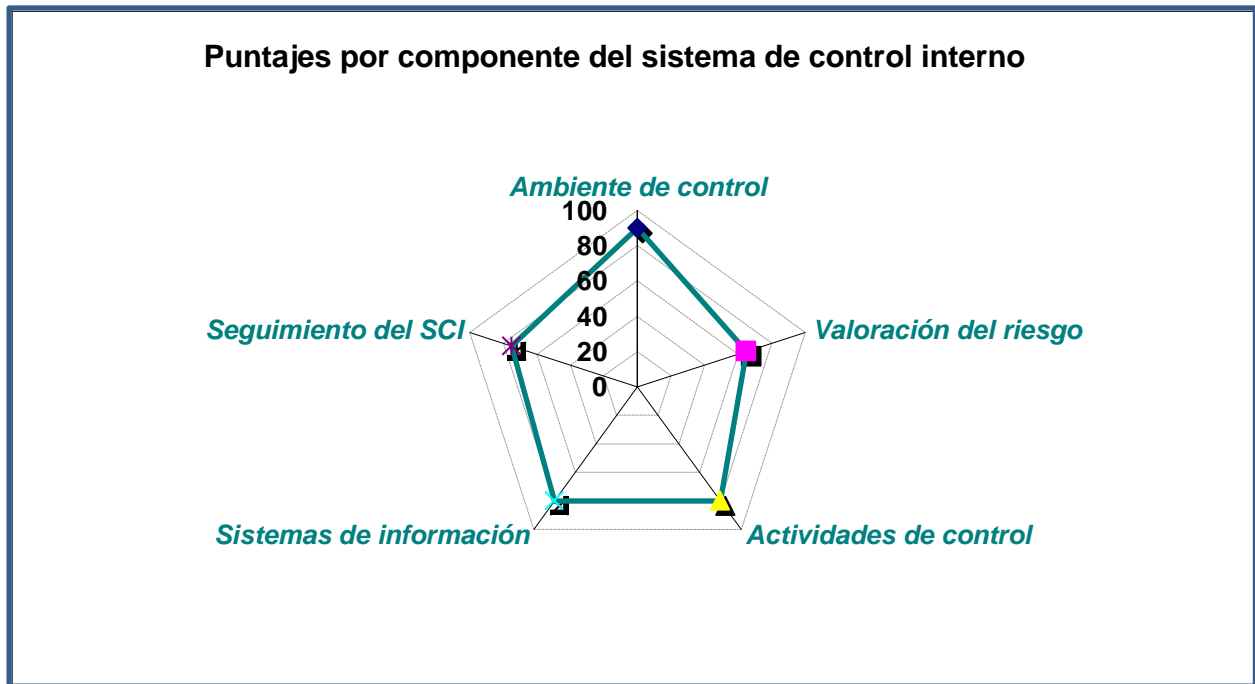 Puntajes por componente del sistema de control interno
Ambiente de control
100
80
60
40
20
0
Seguimiento del SCI
Valoración del riesgo
Sistemas de información
Actividades de control